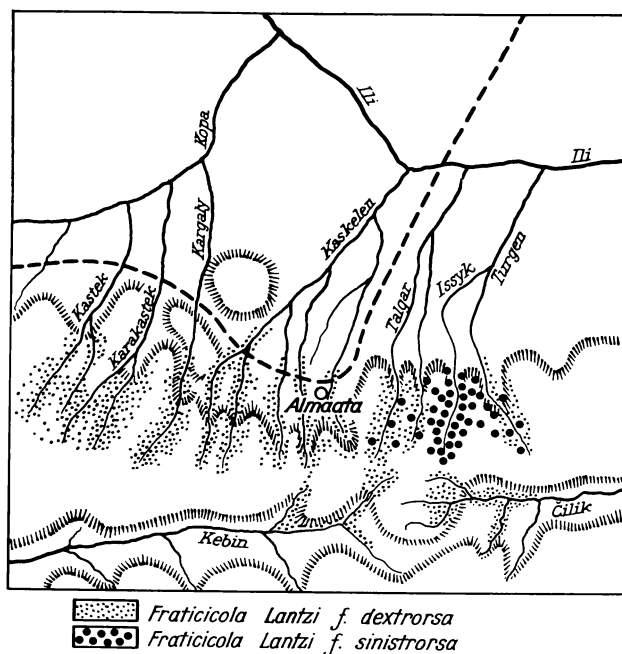 Ili
Kopa
Ili
Kaskelen
Kargaly
Issyk
Turgen
Kastek
Talgar
Karakastek
Almaata
Čilik
Kebin
Fraticicola Lantzi f. dextrorsa
Fraticicola Lantzi f. sinistrorsa